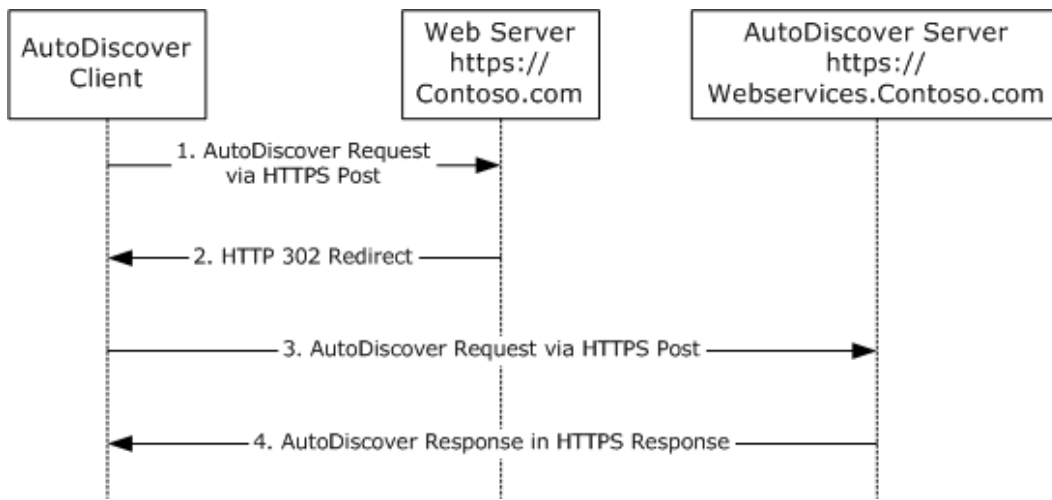 AutoDiscover
Client
Web Server
https://
Contoso.com
AutoDiscover Server
https://
Webservices.Contoso.com
1. AutoDiscover Request
via HTTPS Post
2. HTTP 302 Redirect
3. AutoDiscover Request via HTTPS Post
4. AutoDiscover Response in HTTPS Response